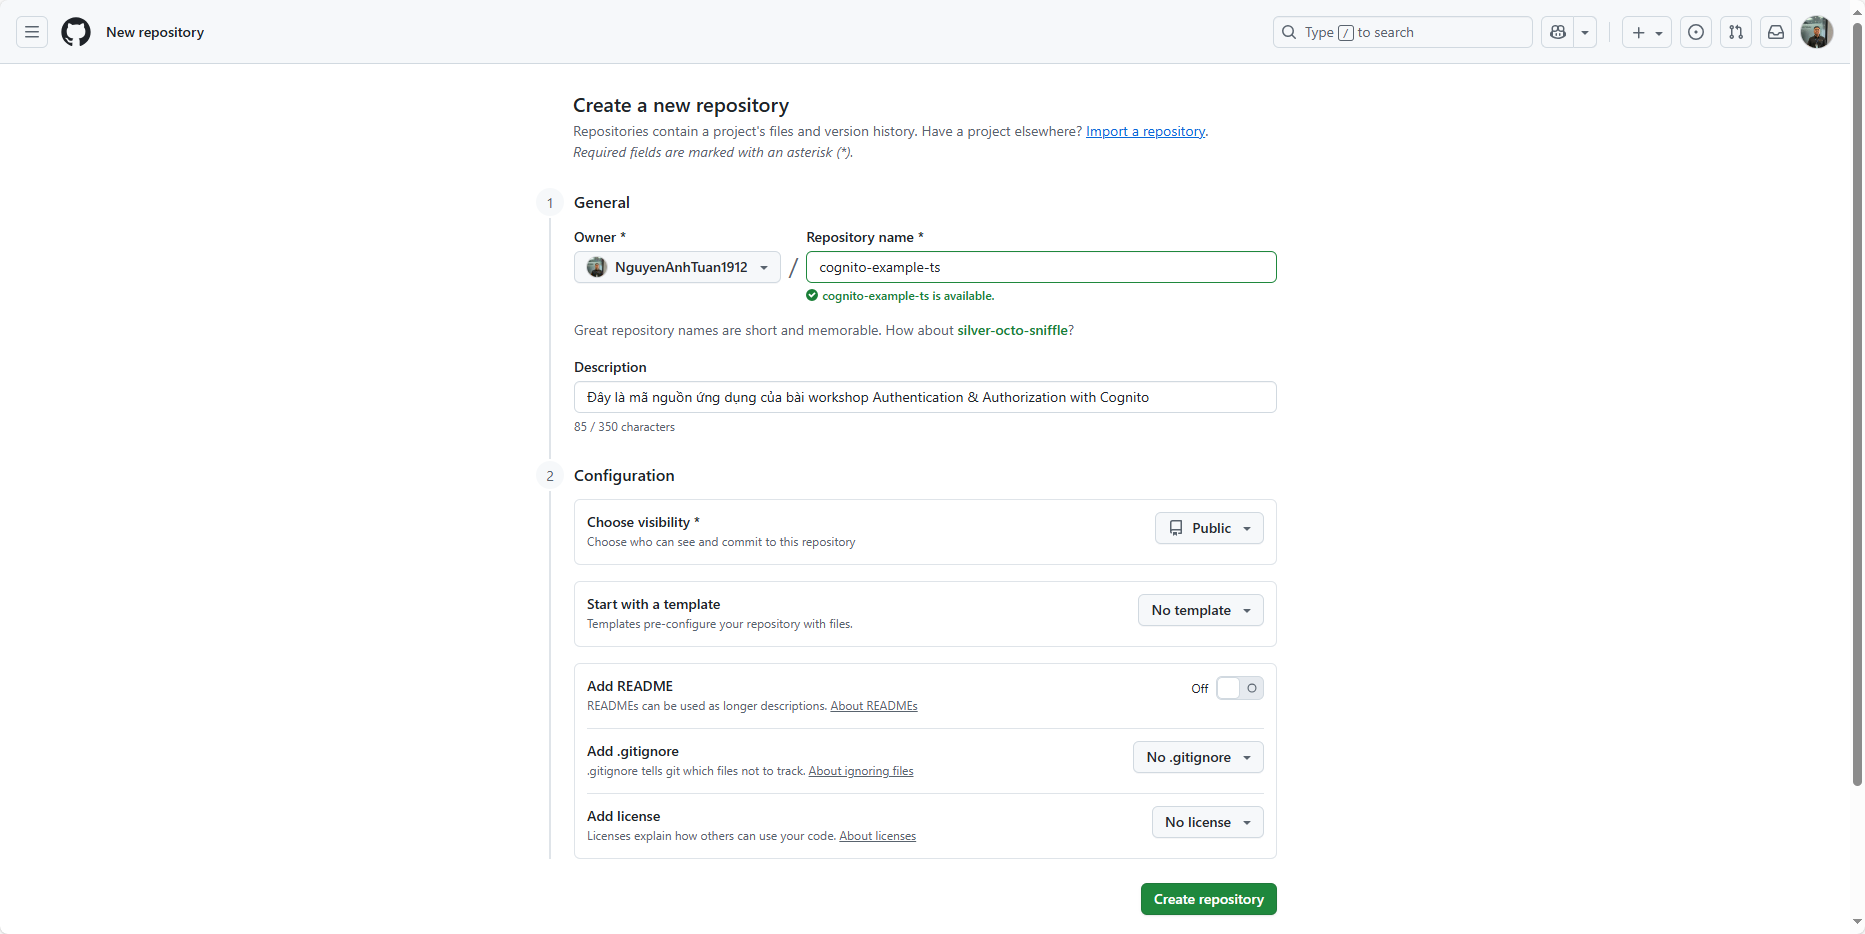 New repository
Type / to search
Create a new repository
Repositories contain a project's files and version history. Have a project elsewhere? Import a repository.
Required fields are marked with an asterisk (*).
1 General
Owner * Repository name *
NguyenAnhTuan1912 / cognito-example-ts
cognito-example-ts is available.
Great repository names are short and memorable. How about silver-octo-sniffle?
Description
Đây là mã nguồn ứng dụng của bài workshop Authentication & Authorization with Cognito
85 / 350 characters
2 Configuration
Choose visibility * Public
Choose who can see and commit to this repository
Start with a template No template
Templates pre-configure your repository with files.
Add README Off
READMEs can be used as longer descriptions. About READMEs
Add .gitignore No .gitignore
.gitignore tells git which files not to track. About ignoring files
Add license No license
Licenses explain how others can use your code. About licenses
Create repository